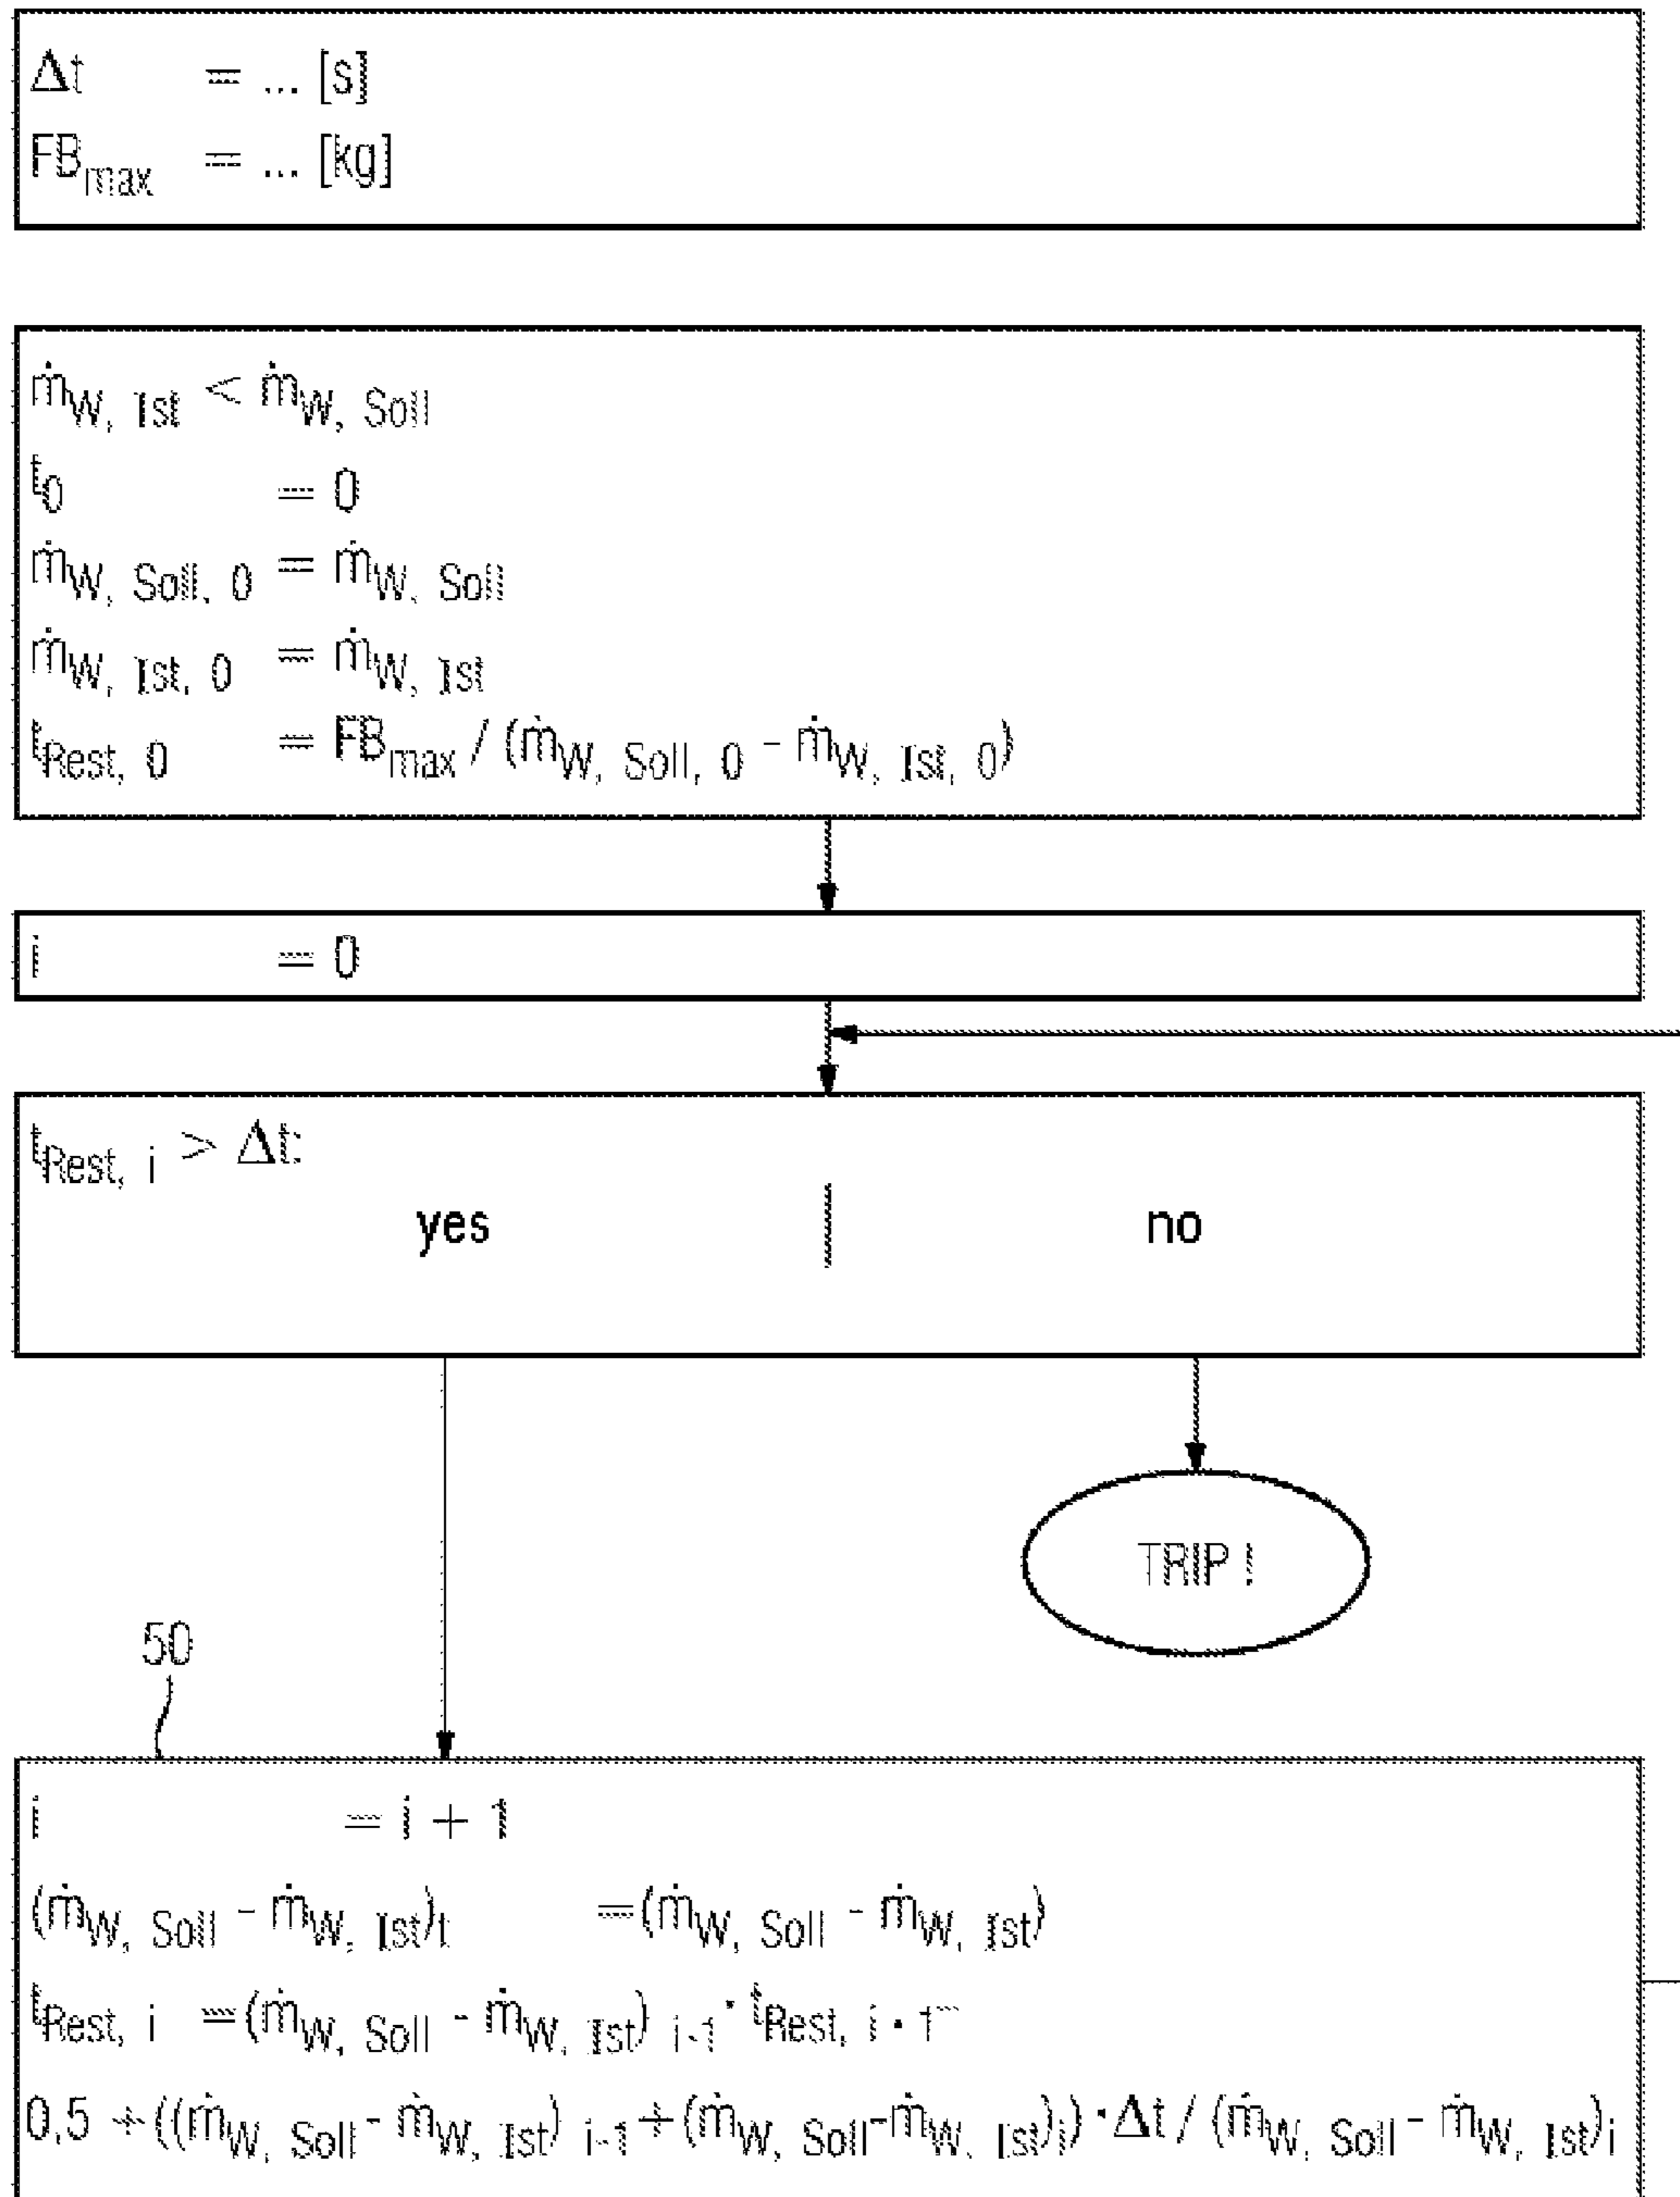 Δt = ... [s]
FB_max = ... [kg]
ṁ_W, Ist < ṁ_W, Soll
t_0 = 0
ṁ_W, Soll, 0 = ṁ_W, Soll
ṁ_W, Ist, 0 = ṁ_W, Ist
t_Rest, 0 = FB_max / (ṁ_W, Soll, 0 - ṁ_W, Ist, 0)
i = 0
t_Rest, i > Δt:
yes | no
TRIP !
50
i = i + 1
(ṁ_W, Soll - ṁ_W, Ist)_t = (ṁ_W, Soll - ṁ_W, Ist)
t_Rest, i = (ṁ_W, Soll - ṁ_W, Ist)_i-1 · t_Rest, i · 1 –
0,5 + ((ṁ_W, Soll - ṁ_W, Ist)_i-1 + (ṁ_W, Soll - ṁ_W, Ist)_i) · Δt / (ṁ_W, Soll - ṁ_W, Ist)_i